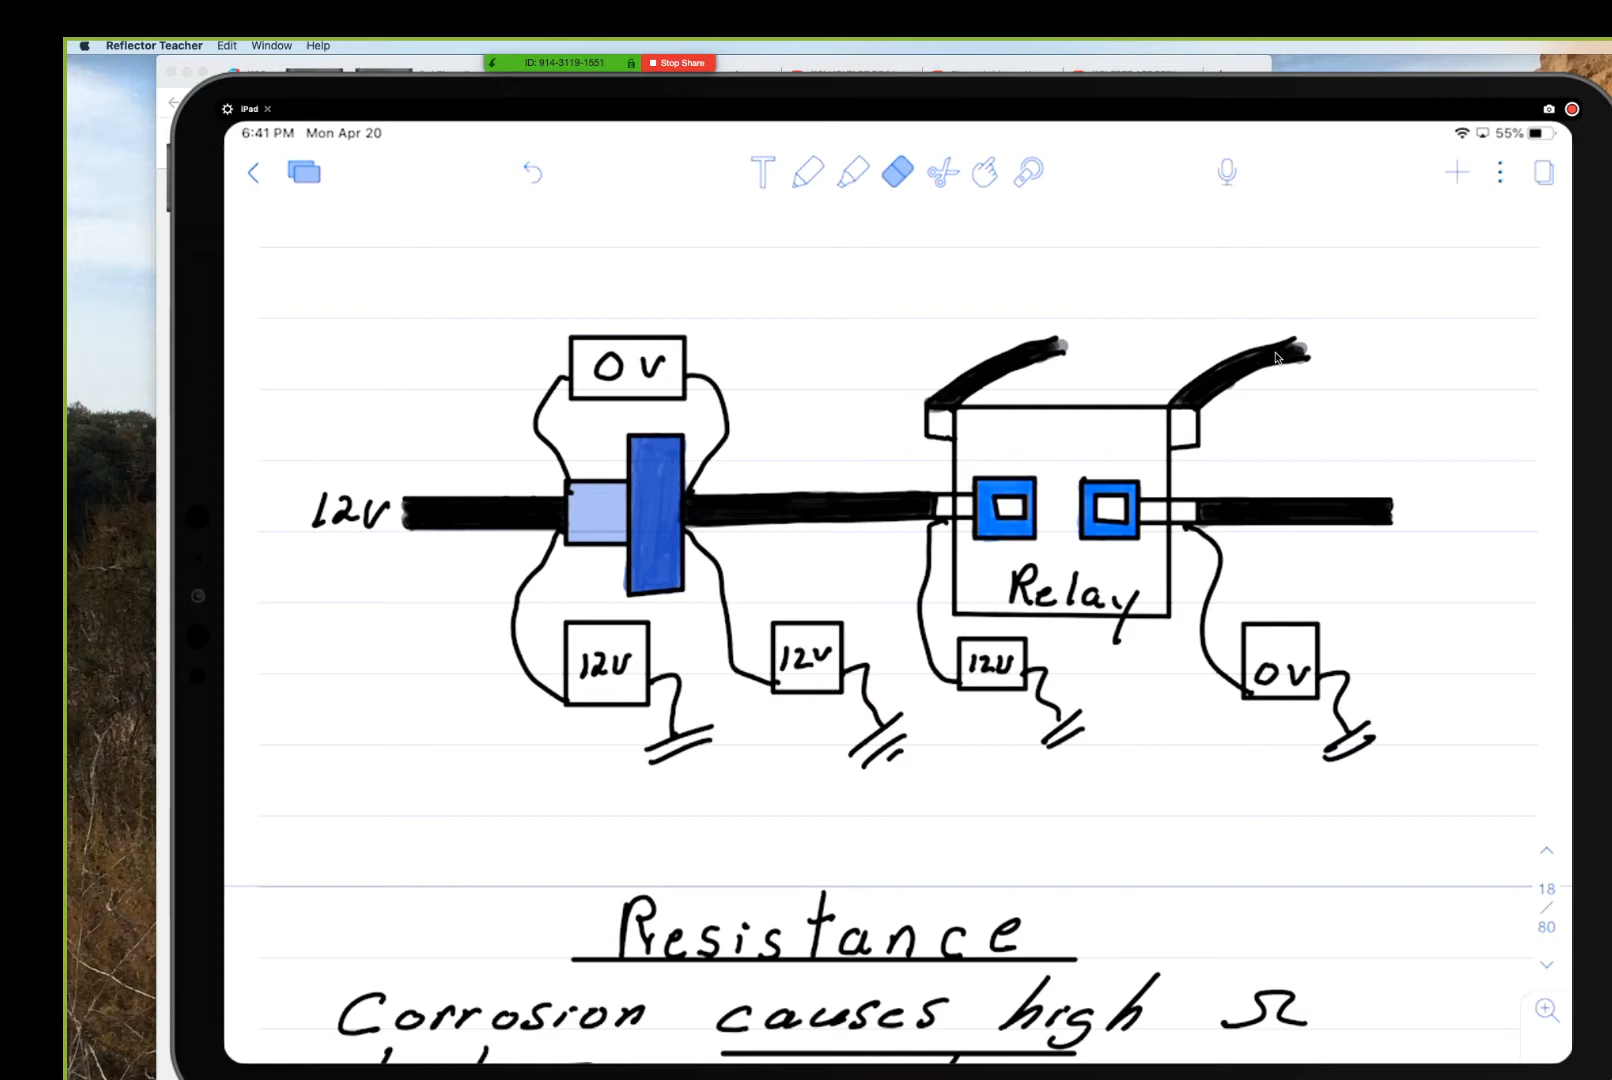 Reflector Teacher Edit Window Help
ID: 914-3119-1551 Stop Share
iPad
6:41 PM Mon Apr 20
55%
T
0 V
12V
Relay
12V
12V
12V
0V
18
/
80
Resistance
Corrosion causes high Ω